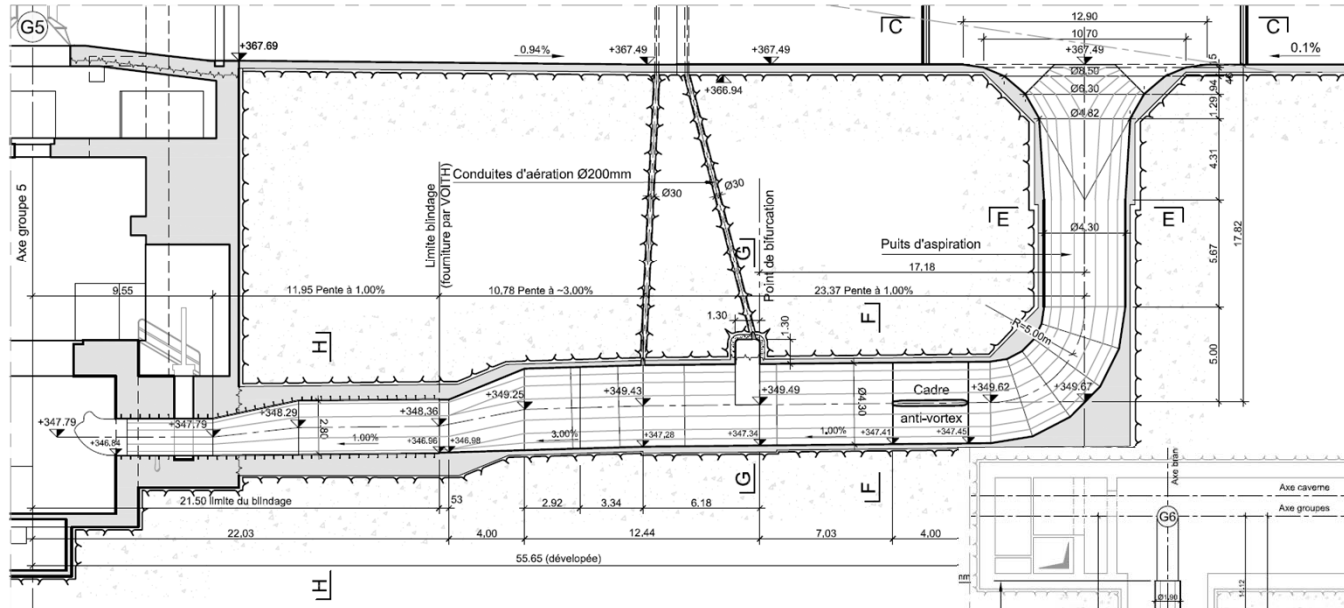 G5
+367.69
0.94%
+367.49
+367.49
+366.94
C
12.90
10.70
+367.49
C
0.1%
15
Ø8.50
46
Ø6.30
.94
1.29
Ø4.82
4.31
Axe groupe 5
Limite blindage
(fourniture par VOITH)
Conduites d'aération Ø200mm
Ø30
Ø30
Point de bifurcation
G
E
E
Ø4.30
Puits d'aspiration
17.18
5.67
17.82
9,55
11.95 Pente à 1.00%
10,78 Pente à ~3.00%
23.37 Pente à 1.00%
1.30
1.30
F
H
R=5.00m
5.00
+347.79
+346.84
+347.79
+348.29
2.80
1.00%
+348.36
+346.96
+346.98
+349.25
3.00%
+349.43
+347.28
+349.49
+347.34
Ø4.30
1.00%
Cadre
anti-vortex
+347.41
+347.45
+349.62
+349.67
G
F
21.50 limite du blindage
53
2.92
3.34
6.18
22,03
4,00
12.44
7,03
4,00
55.65 (dévelopée)
H
Axe caverne
Axe groupes
G6
14.12
Ø1.90